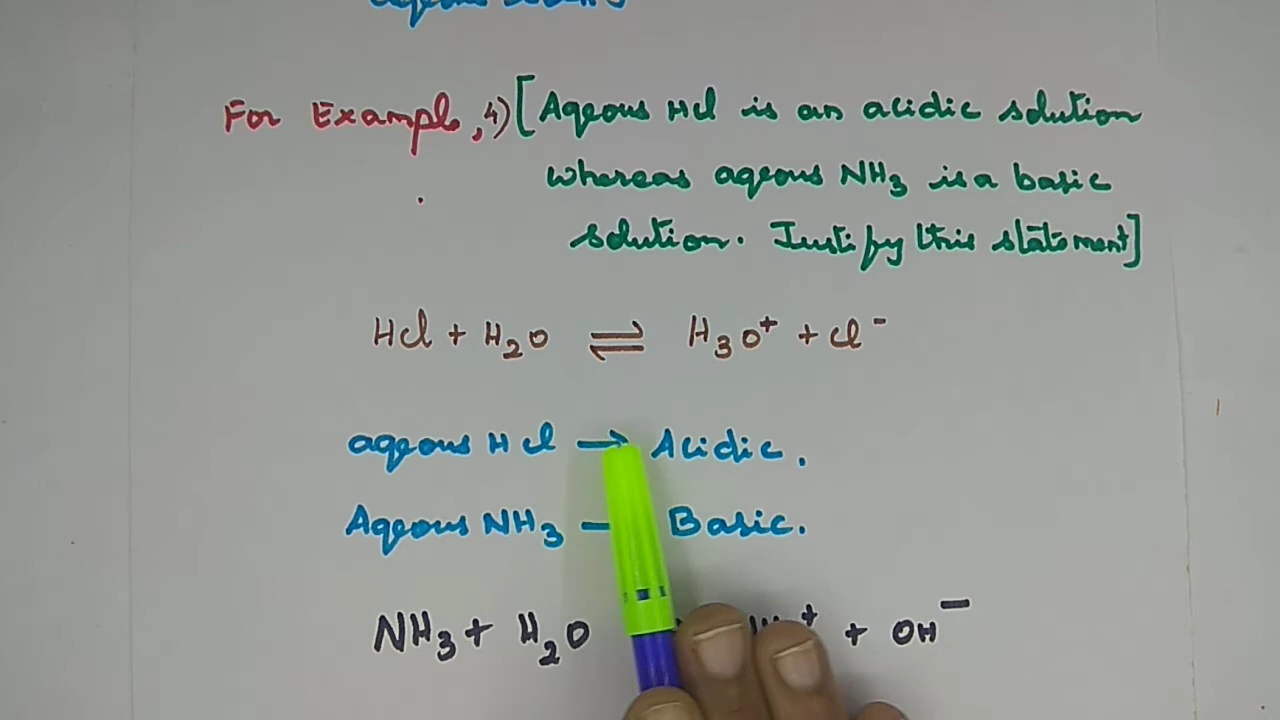 For Example, 4) [Aqeous HCl is an acidic solution
whereas aqeous NH₃ is a basic
solution. Justify this statement]
HCl + H₂O ⇌ H₃O⁺ + Cl⁻
aqeous HCl → Acidic.
Aqeous NH₃ — Basic.
NH₃ + H₂O ⁺ + OH⁻